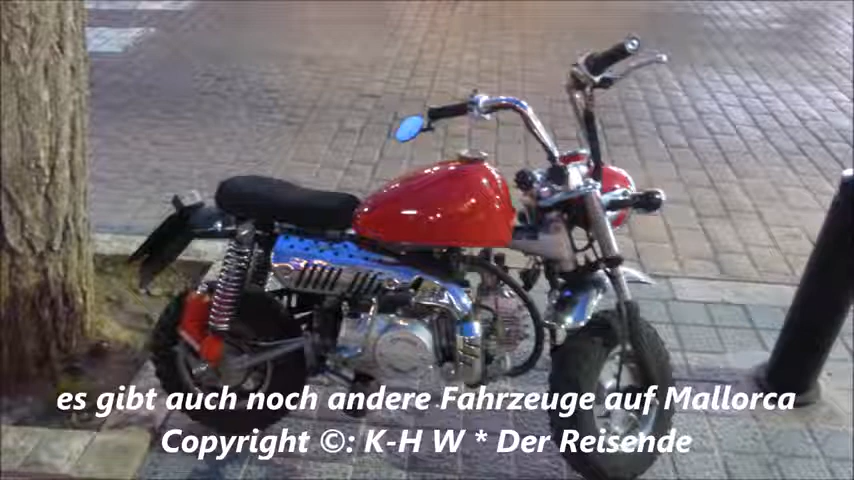 es gibt auch noch andere Fahrzeuge auf Mallorca
Copyright ©: K-H W * Der Reisende